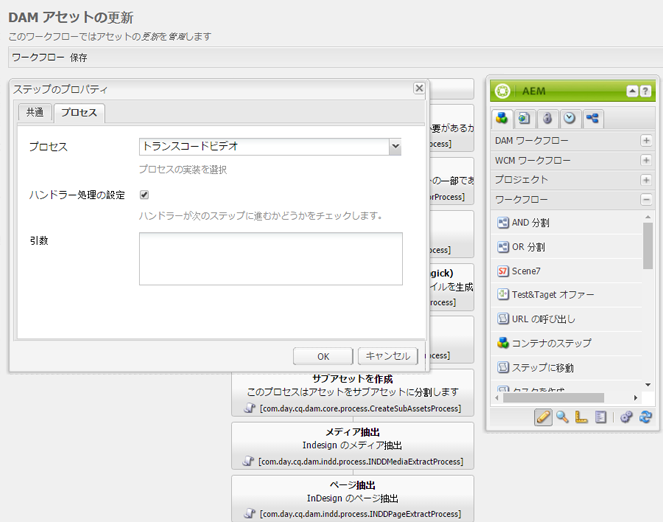 DAM アセットの更新
このワークフローではアセットの更新を管理します
ワークフロー 保存
ステップのプロパティ
共通 プロセス
プロセス トランスコードビデオ
プロセスの実装を選択
ハンドラー処理の設定
ハンドラーが次のステップに進むかどうかをチェックします。
引数
OK キャンセル
必要があるか
ocess]
ーの一部であ
orProcess]
ocess]
gick)
イルを生成
Process]
ocess]
サブアセットを作成
このプロセスはアセットをサブアセットに分割します
[com.day.cq.dam.core.process.CreateSubAssetsProcess]
メディア抽出
Indesign のメディア抽出
[com.day.cq.dam.indd.process.INDDMediaExtractProcess]
ページ抽出
InDesign のページ抽出
[com.day.cq.dam.indd.process.INDDPageExtractProcess]
AEM
DAM ワークフロー
WCM ワークフロー
プロジェクト
ワークフロー
AND 分割
OR 分割
S7 Scene7
Test&Taget オファー
URL の呼び出し
コンテナのステップ
ステップに移動
タスクを作成